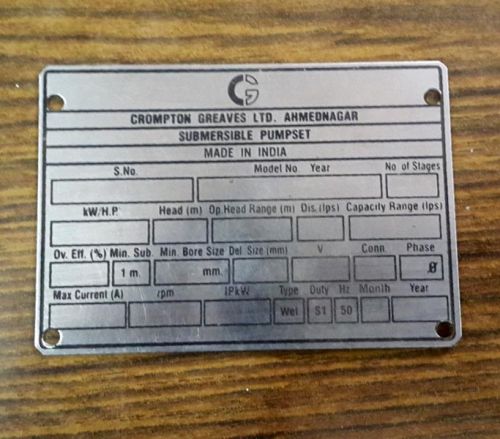 CG
CROMPTON GREAVES LTD. AHMEDNAGAR
SUBMERSIBLE PUMPSET
MADE IN INDIA
S.No. Model No. Year No. of Stages
kW/H.P. Head (m) Op.Head Range (m) Dis. (lps) Capacity Range (lps)
Ov. Eff. (%) Min. Sub. Min. Bore Size Del Size (mm) V Conn. Phase
1 m. mm.
Max Current (A) rpm IPkW Type Duty Hz Month Year
Wet S1 50